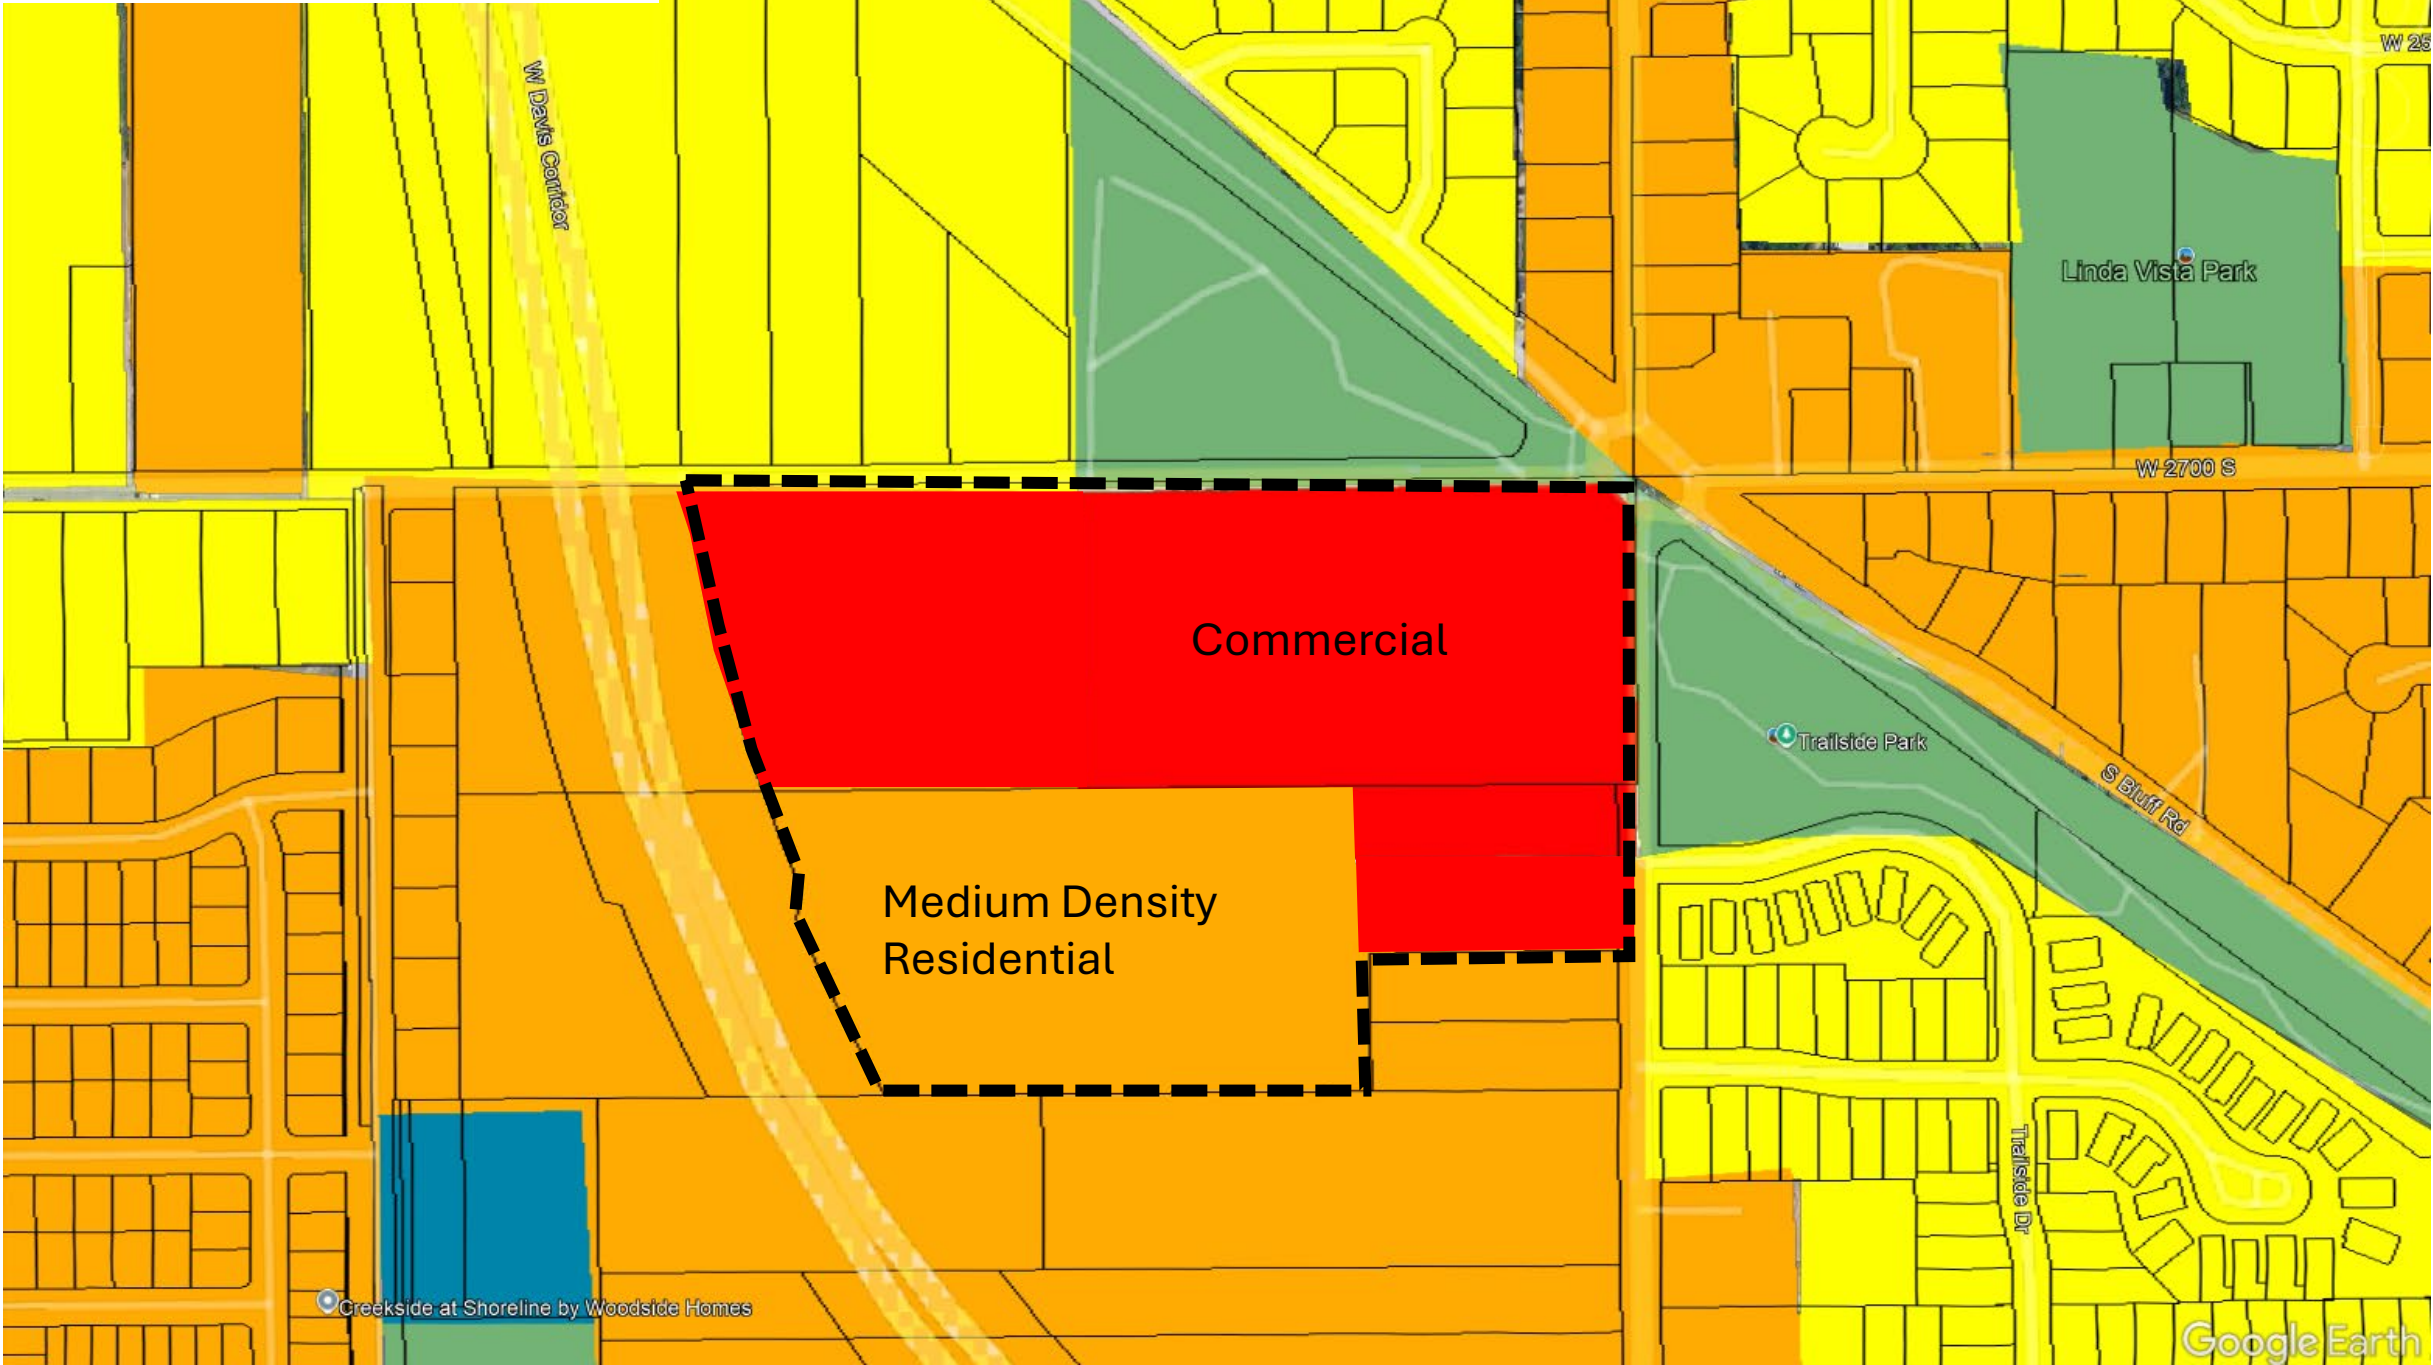 W 25
W Davis Corridor
Linda Vista Park
W 2700 S
Commercial
Trailside Park
S Bluff Rd
Medium Density
Residential
Trailside Dr
Creekside at Shoreline by Woodside Homes
Google Earth